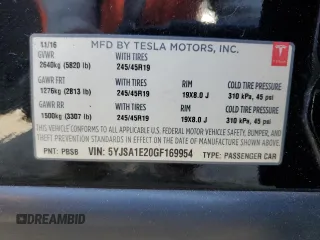 11/16 MFD BY TESLA MOTORS, INC.
GVWR WITH TIRES
2640kg (5820 lb) 245/45R19
GAWR FRT WITH TIRES RIM COLD TIRE PRESSURE
1276kg (2813 lb) 245/45R19 19X8.0 J 310 kPa, 45 psi
GAWR RR WITH TIRES RIM COLD TIRE PRESSURE
1500kg (3307 lb) 245/45R19 19X8.0 J 310 kPa, 45 psi
THIS VEHICLE CONFORMS TO ALL APPLICABLE U.S. FEDERAL MOTOR VEHICLE SAFETY, BUMPER, AND
THEFT PREVENTION STANDARDS IN EFFECT ON THE DATE OF MANUFACTURE SHOWN ABOVE.
PNT: PBSB VIN: 5YJSA1E20GF169954 TYPE: PASSENGER CAR
TESLA
© DREAMBID